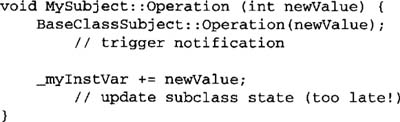 void MySubject::Operation (int newValue) {
    BaseClassSubject::Operation(newValue);
        // trigger notification

    _myInstVar += newValue;
        // update subclass state (too late!)
}